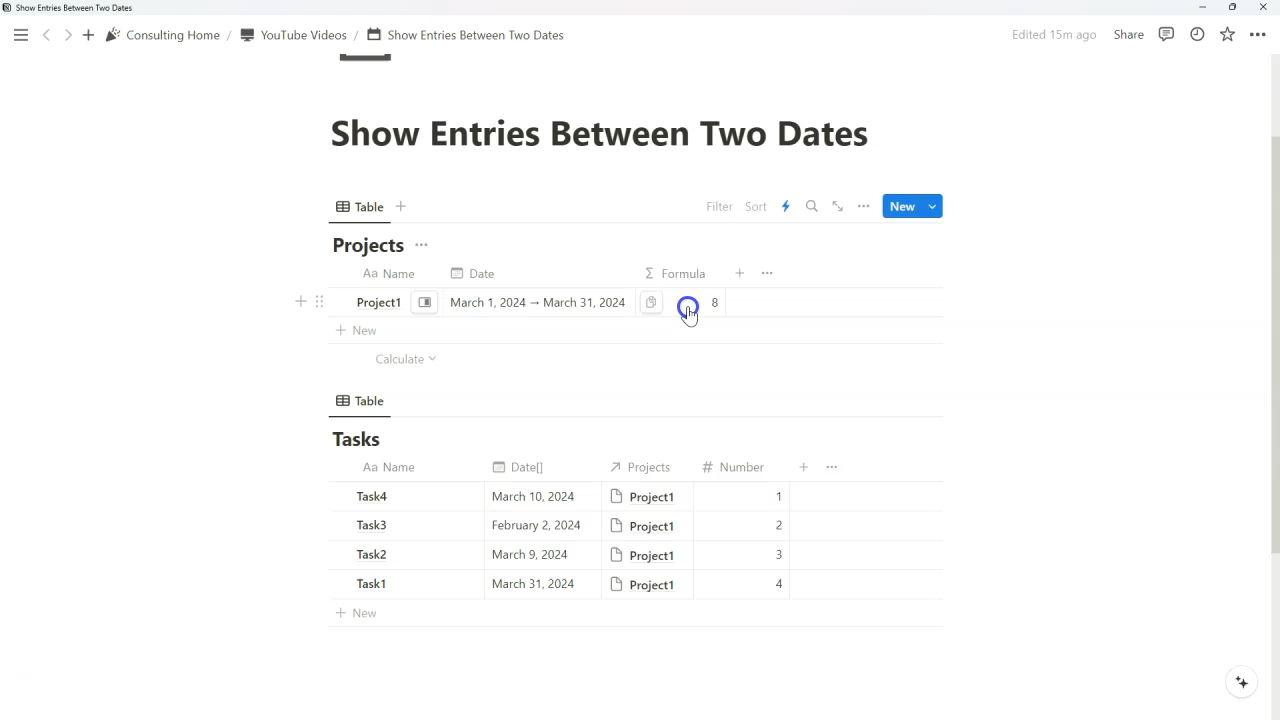 Show Entries Between Two Dates
Consulting Home / YouTube Videos / Show Entries Between Two Dates
Edited 15m ago Share
Show Entries Between Two Dates
Table
Filter Sort New
Projects
Aa Name Date Σ Formula
Project1 March 1, 2024 → March 31, 2024 8
+ New
Calculate
Table
Tasks
Aa Name Date[] Projects # Number
Task4 March 10, 2024 Project1 1
Task3 February 2, 2024 Project1 2
Task2 March 9, 2024 Project1 3
Task1 March 31, 2024 Project1 4
+ New